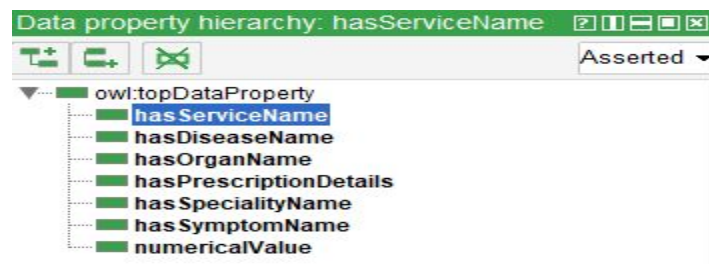 Data property hierarchy: hasServiceName
Asserted
owl:topDataProperty
hasServiceName
hasDiseaseName
hasOrganName
hasPrescriptionDetails
hasSpecialityName
hasSymptomName
numericalValue